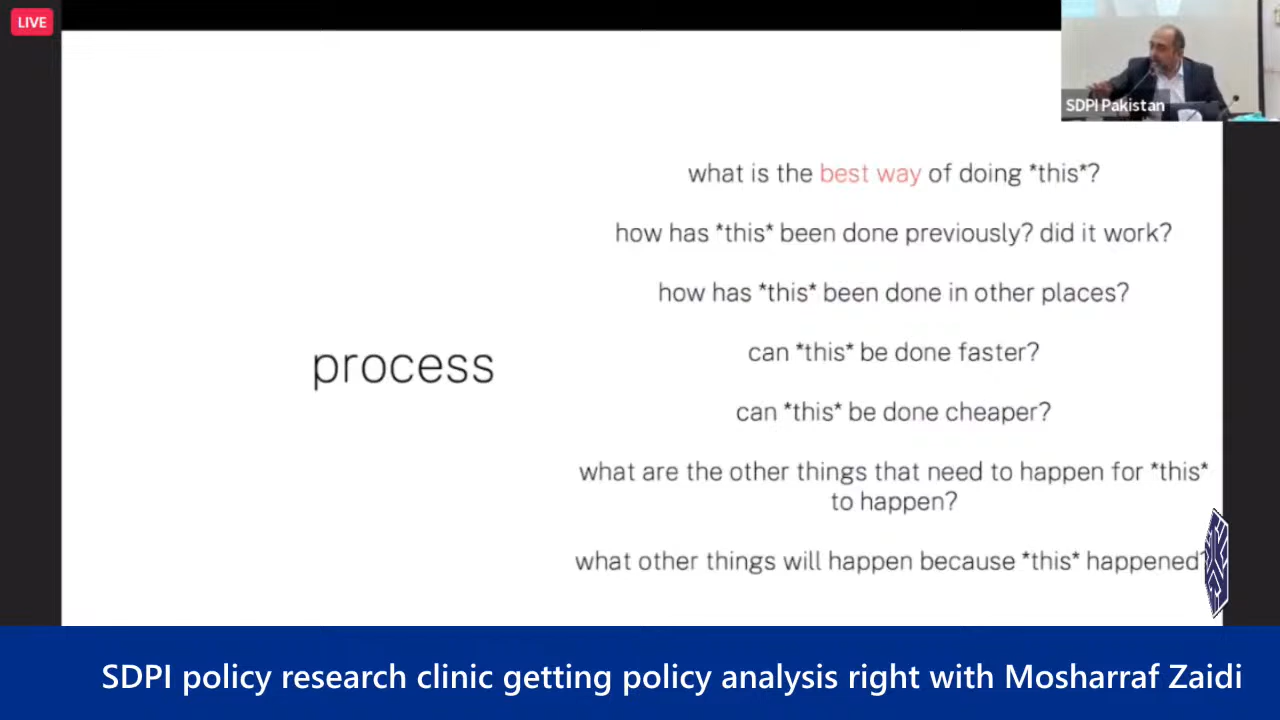 LIVE
SDPI Pakistan
what is the best way of doing *this*?
how has *this* been done previously? did it work?
how has *this* been done in other places?
can *this* be done faster?
process
can *this* be done cheaper?
what are the other things that need to happen for *this*
to happen?
what other things will happen because *this* happened?
SDPI policy research clinic getting policy analysis right with Mosharraf Zaidi